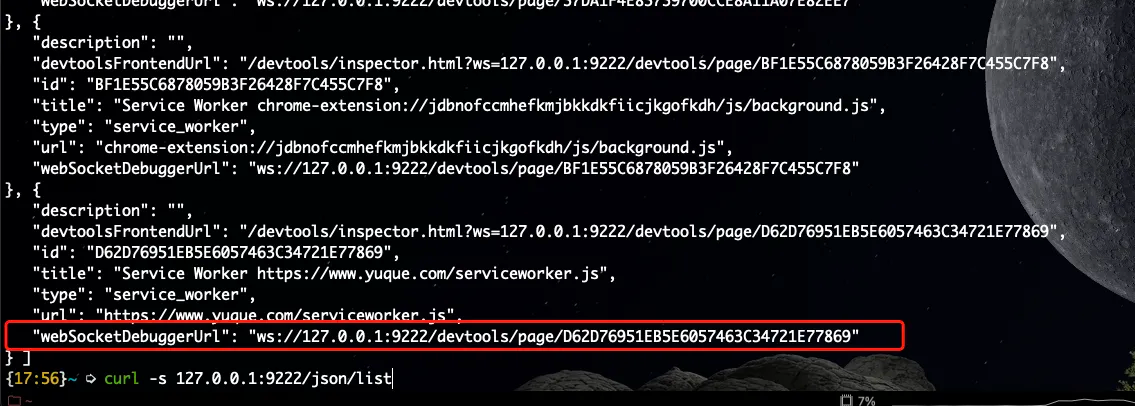 "webSocketDebuggerUrl": "ws://127.0.0.1:9222/devtools/page/57DA1F4E85759700CCE8A11A07E82EE7"
}, {
"description": "",
"devtoolsFrontendUrl": "/devtools/inspector.html?ws=127.0.0.1:9222/devtools/page/BF1E55C6878059B3F26428F7C455C7F8",
"id": "BF1E55C6878059B3F26428F7C455C7F8",
"title": "Service Worker chrome-extension://jdbnofccmhefkmjbkkdkfiicjkgofkdh/js/background.js",
"type": "service_worker",
"url": "chrome-extension://jdbnofccmhefkmjbkkdkfiicjkgofkdh/js/background.js",
"webSocketDebuggerUrl": "ws://127.0.0.1:9222/devtools/page/BF1E55C6878059B3F26428F7C455C7F8"
}, {
"description": "",
"devtoolsFrontendUrl": "/devtools/inspector.html?ws=127.0.0.1:9222/devtools/page/D62D76951EB5E6057463C34721E77869",
"id": "D62D76951EB5E6057463C34721E77869",
"title": "Service Worker https://www.yuque.com/serviceworker.js",
"type": "service_worker",
"url": "https://www.yuque.com/serviceworker.js",
"webSocketDebuggerUrl": "ws://127.0.0.1:9222/devtools/page/D62D76951EB5E6057463C34721E77869"
} ]
{17:56}~ ➪ curl -s 127.0.0.1:9222/json/list
~ 7%